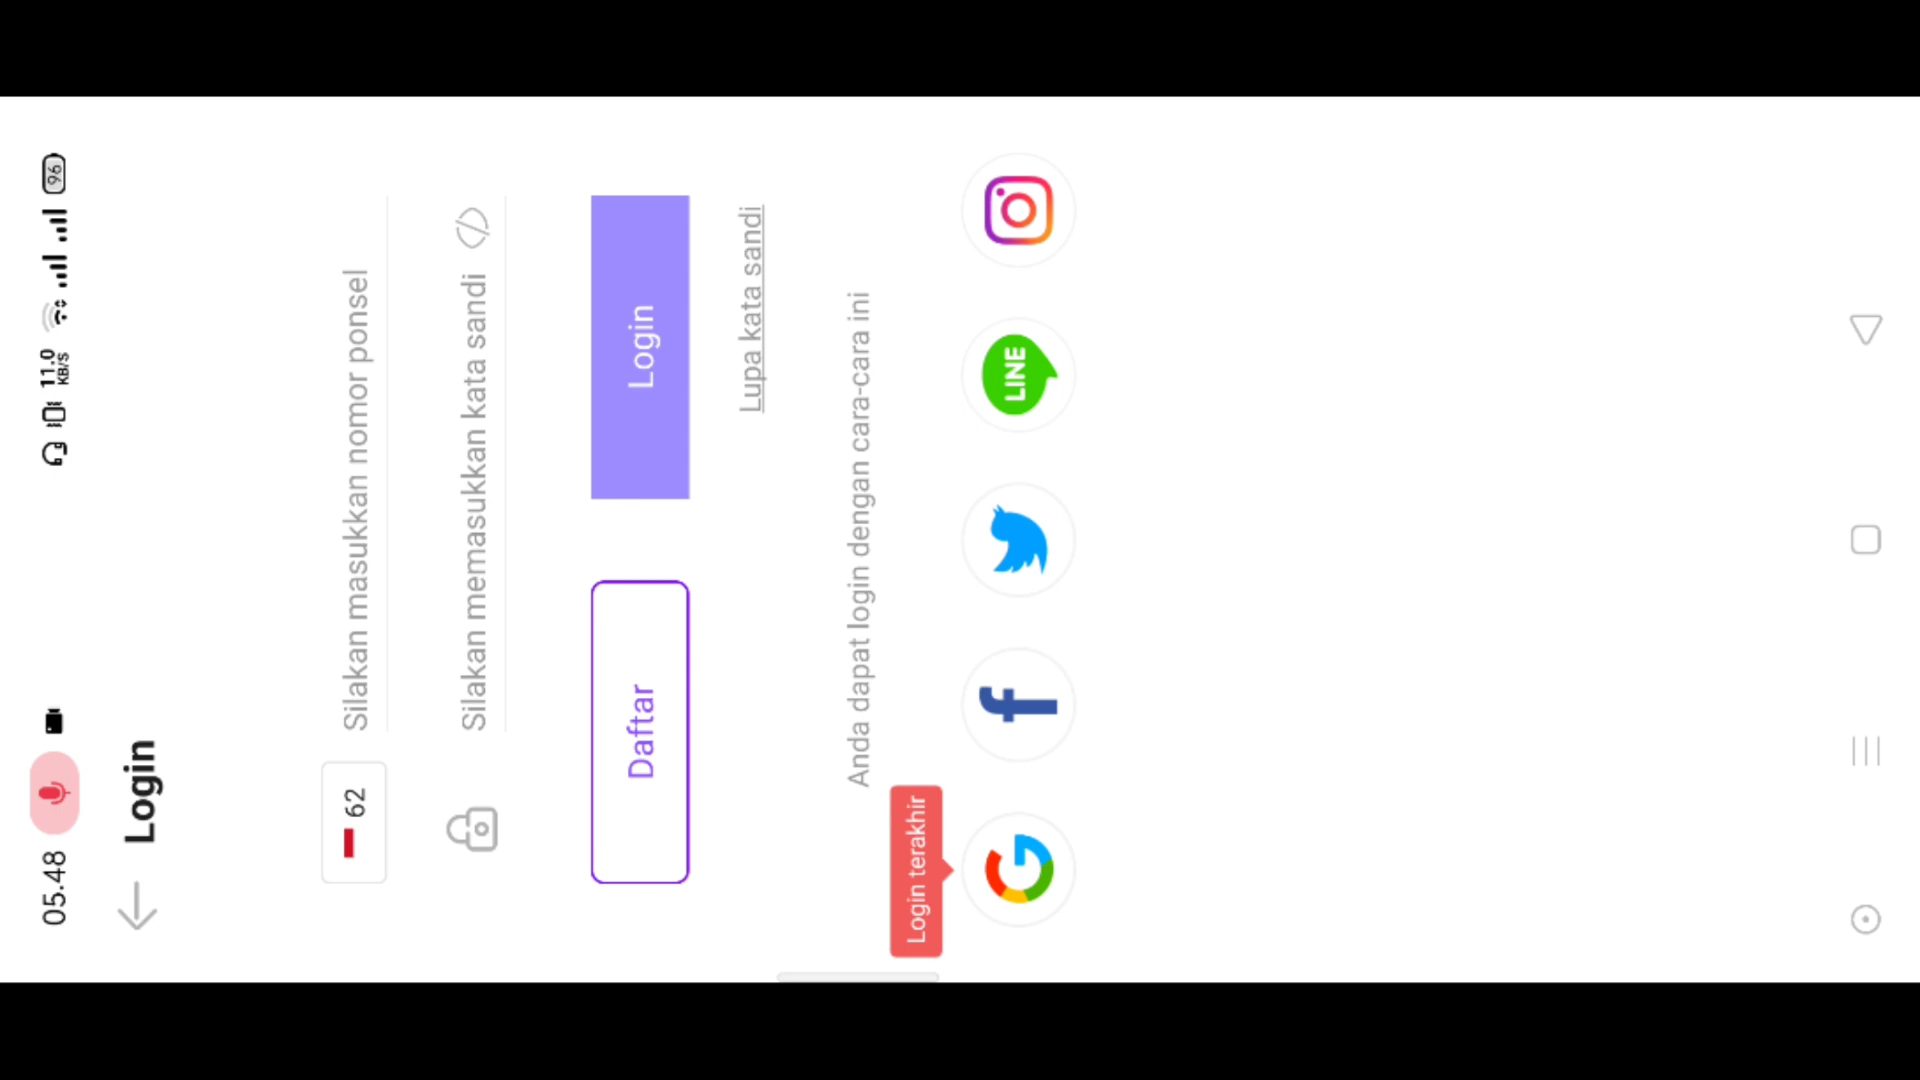 05.48
11.0 KB/S
96
Login
62
Silakan masukkan nomor ponsel
Silakan memasukkan kata sandi
Daftar
Login
Lupa kata sandi
Anda dapat login dengan cara-cara ini
Login terakhir
LINE